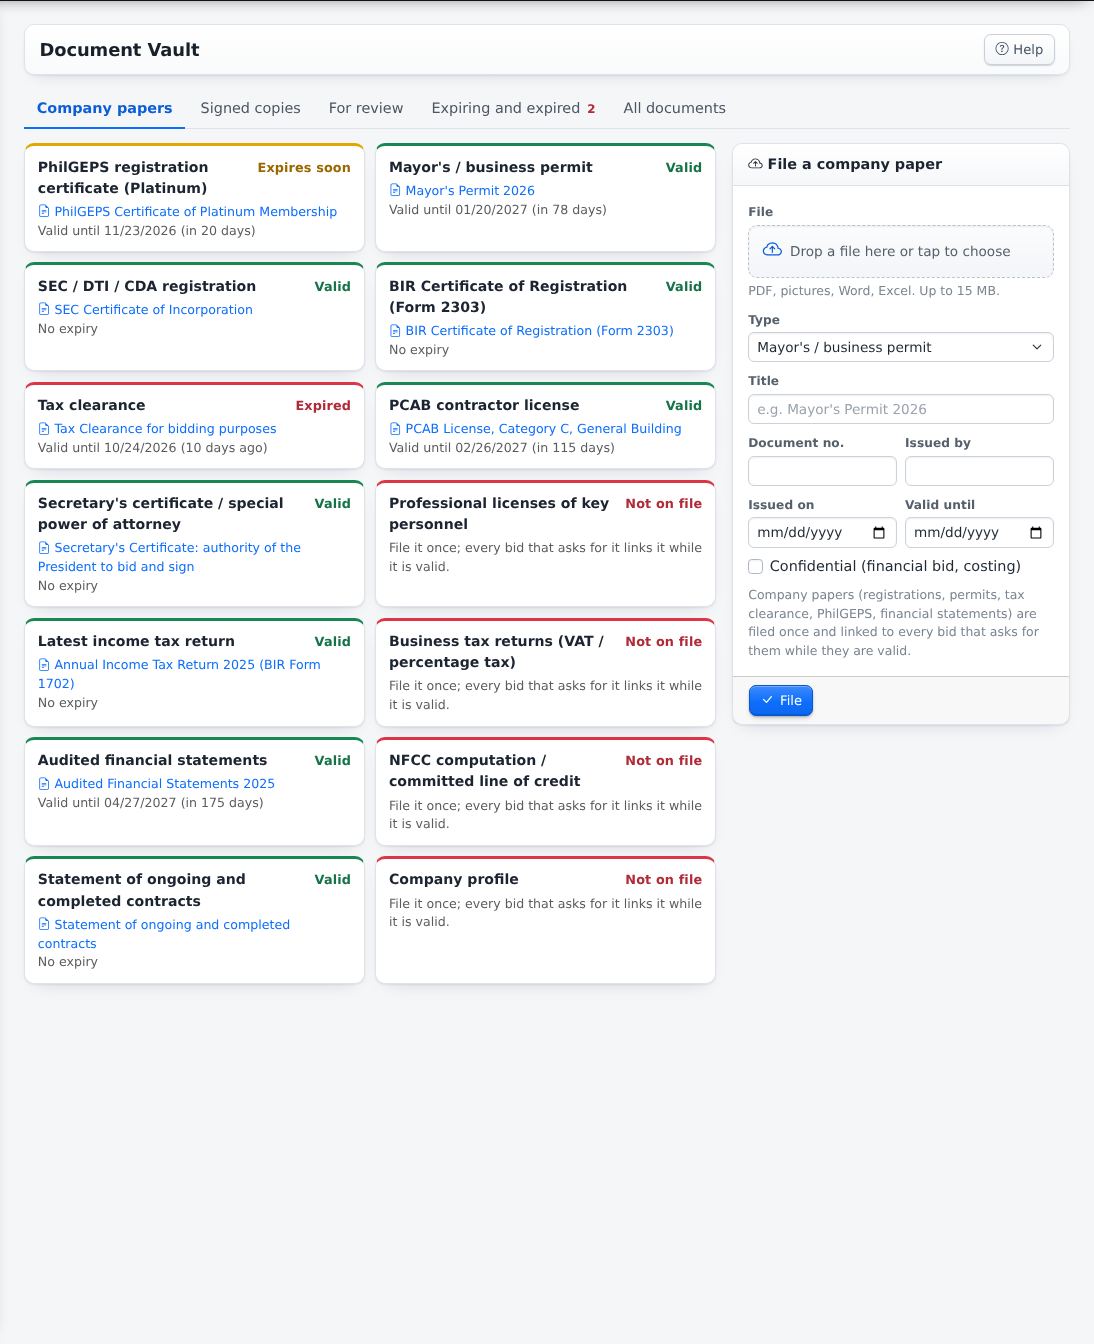 Document Vault
Help
Company papers
Signed copies
For review
Expiring and expired 2
All documents
PhilGEPS registration
certificate (Platinum)
Expires soon
PhilGEPS Certificate of Platinum Membership
Valid until 11/23/2026 (in 20 days)
Mayor's / business permit
Valid
Mayor's Permit 2026
Valid until 01/20/2027 (in 78 days)
SEC / DTI / CDA registration
Valid
SEC Certificate of Incorporation
No expiry
BIR Certificate of Registration
(Form 2303)
Valid
BIR Certificate of Registration (Form 2303)
No expiry
Tax clearance
Expired
Tax Clearance for bidding purposes
Valid until 10/24/2026 (10 days ago)
PCAB contractor license
Valid
PCAB License, Category C, General Building
Valid until 02/26/2027 (in 115 days)
Secretary's certificate / special
power of attorney
Valid
Secretary's Certificate: authority of the
President to bid and sign
No expiry
Professional licenses of key
personnel
Not on file
File it once; every bid that asks for it links it while
it is valid.
Latest income tax return
Valid
Annual Income Tax Return 2025 (BIR Form
1702)
No expiry
Business tax returns (VAT /
percentage tax)
Not on file
File it once; every bid that asks for it links it while
it is valid.
Audited financial statements
Valid
Audited Financial Statements 2025
Valid until 04/27/2027 (in 175 days)
NFCC computation /
committed line of credit
Not on file
File it once; every bid that asks for it links it while
it is valid.
Statement of ongoing and
completed contracts
Valid
Statement of ongoing and completed
contracts
No expiry
Company profile
Not on file
File it once; every bid that asks for it links it while
it is valid.
File a company paper
File
Drop a file here or tap to choose
PDF, pictures, Word, Excel. Up to 15 MB.
Type
Mayor's / business permit
Title
e.g. Mayor's Permit 2026
Document no.
Issued by
Issued on
Valid until
mm/dd/yyyy
mm/dd/yyyy
Confidential (financial bid, costing)
Company papers (registrations, permits, tax
clearance, PhilGEPS, financial statements) are
filed once and linked to every bid that asks for
them while they are valid.
File